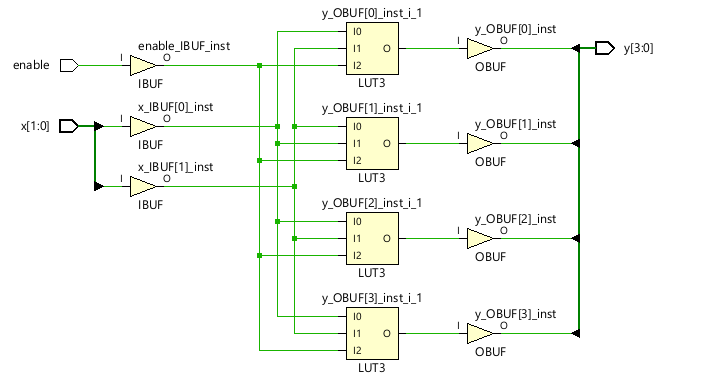 enable
I
enable_IBUF_inst
O
IBUF
x[1:0]
I
x_IBUF[0]_inst
O
IBUF
I
x_IBUF[1]_inst
O
IBUF
y_OBUF[0]_inst_i_1
I0
I1
O
I2
LUT3
I
y_OBUF[0]_inst
O
OBUF
y[3:0]
y_OBUF[1]_inst_i_1
I0
I1
O
I2
LUT3
I
y_OBUF[1]_inst
O
OBUF
y_OBUF[2]_inst_i_1
I0
I1
O
I2
LUT3
I
y_OBUF[2]_inst
O
OBUF
y_OBUF[3]_inst_i_1
I0
I1
O
I2
LUT3
I
y_OBUF[3]_inst
O
OBUF